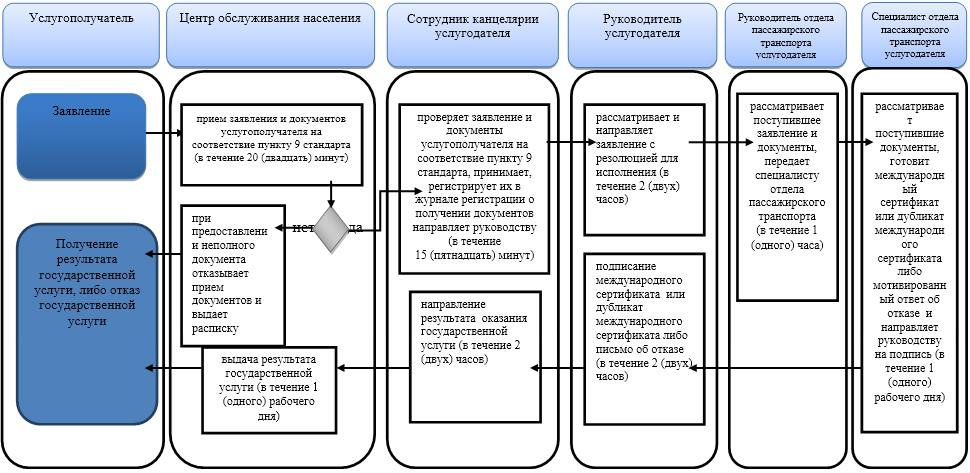 Услугополучатель
Центр обслуживания населения
Сотрудник канцелярии
услугодателя
Руководитель
услугодателя
Руководитель отдела
пассажирского
транспорта
услугодателя
Специалист отдела
пассажирского
транспорта
услугодателя
Заявление
прием заявления и документов
услугополучателя на
соответствие пункту 9 стандарта
(в течение 20 (двадцать) минут)
нет
да
при
предоставлени
и неполного
документа
отказывает
прием
документов и
выдает
расписку
проверяет заявление и
документы
услугополучателя на
соответствие пункту 9
стандарта, принимает,
регистрирует их в
журнале регистрации о
получении документов
направляет руководству
(в течение
15 (пятнадцать) минут)
рассматривает и
направляет
заявление с
резолюцией для
исполнения (в
течение 2 (двух)
часов)
рассматривает
поступившее
заявление и
документы,
передает
специалисту
отдела
пассажирского
транспорта
(в течение 1
(одного) часа)
рассматривае
т
поступившие
документы,
готовит
международн
ый
сертификат
или дубликат
международн
ого
сертификата
либо
мотивированн
ый ответ об
отказе и
направляет
руководству
на подпись (в
течение 1
(одного)
рабочего
дня)
подписание
международного
сертификата или
дубликат
международного
сертификата либо
письмо об отказе
(в течение 2 (двух)
часов)
направление
результата оказания
государственной
услуги (в течение 2
(двух) часов)
выдача результата
государственной
услуги (в течение 1
(одного) рабочего
дня)
Получение
результата
государственной
услуги, либо отказ
государственной
услуги